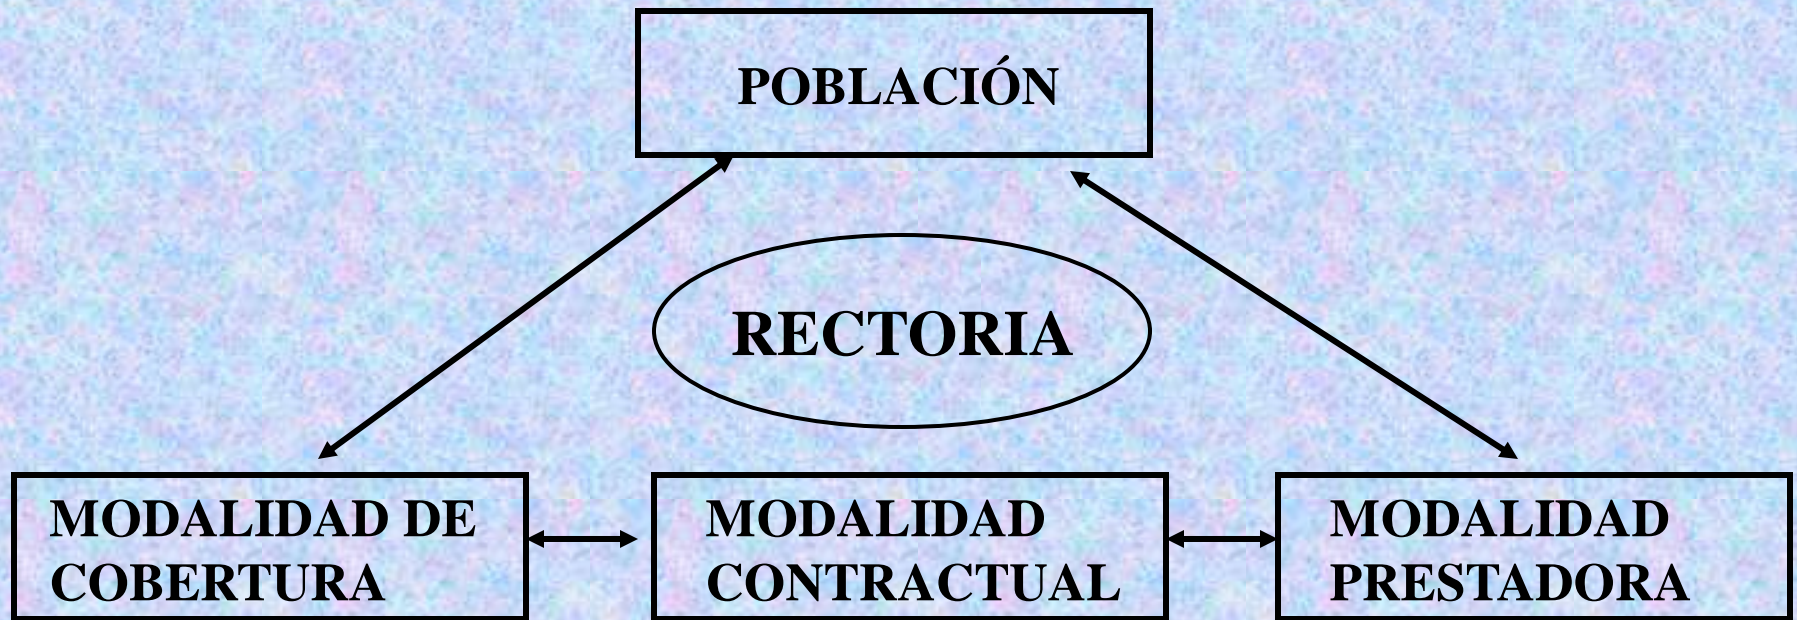 POBLACIÓN
RECTORIA
MODALIDAD DE
COBERTURA
MODALIDAD
CONTRACTUAL
MODALIDAD
PRESTADORA